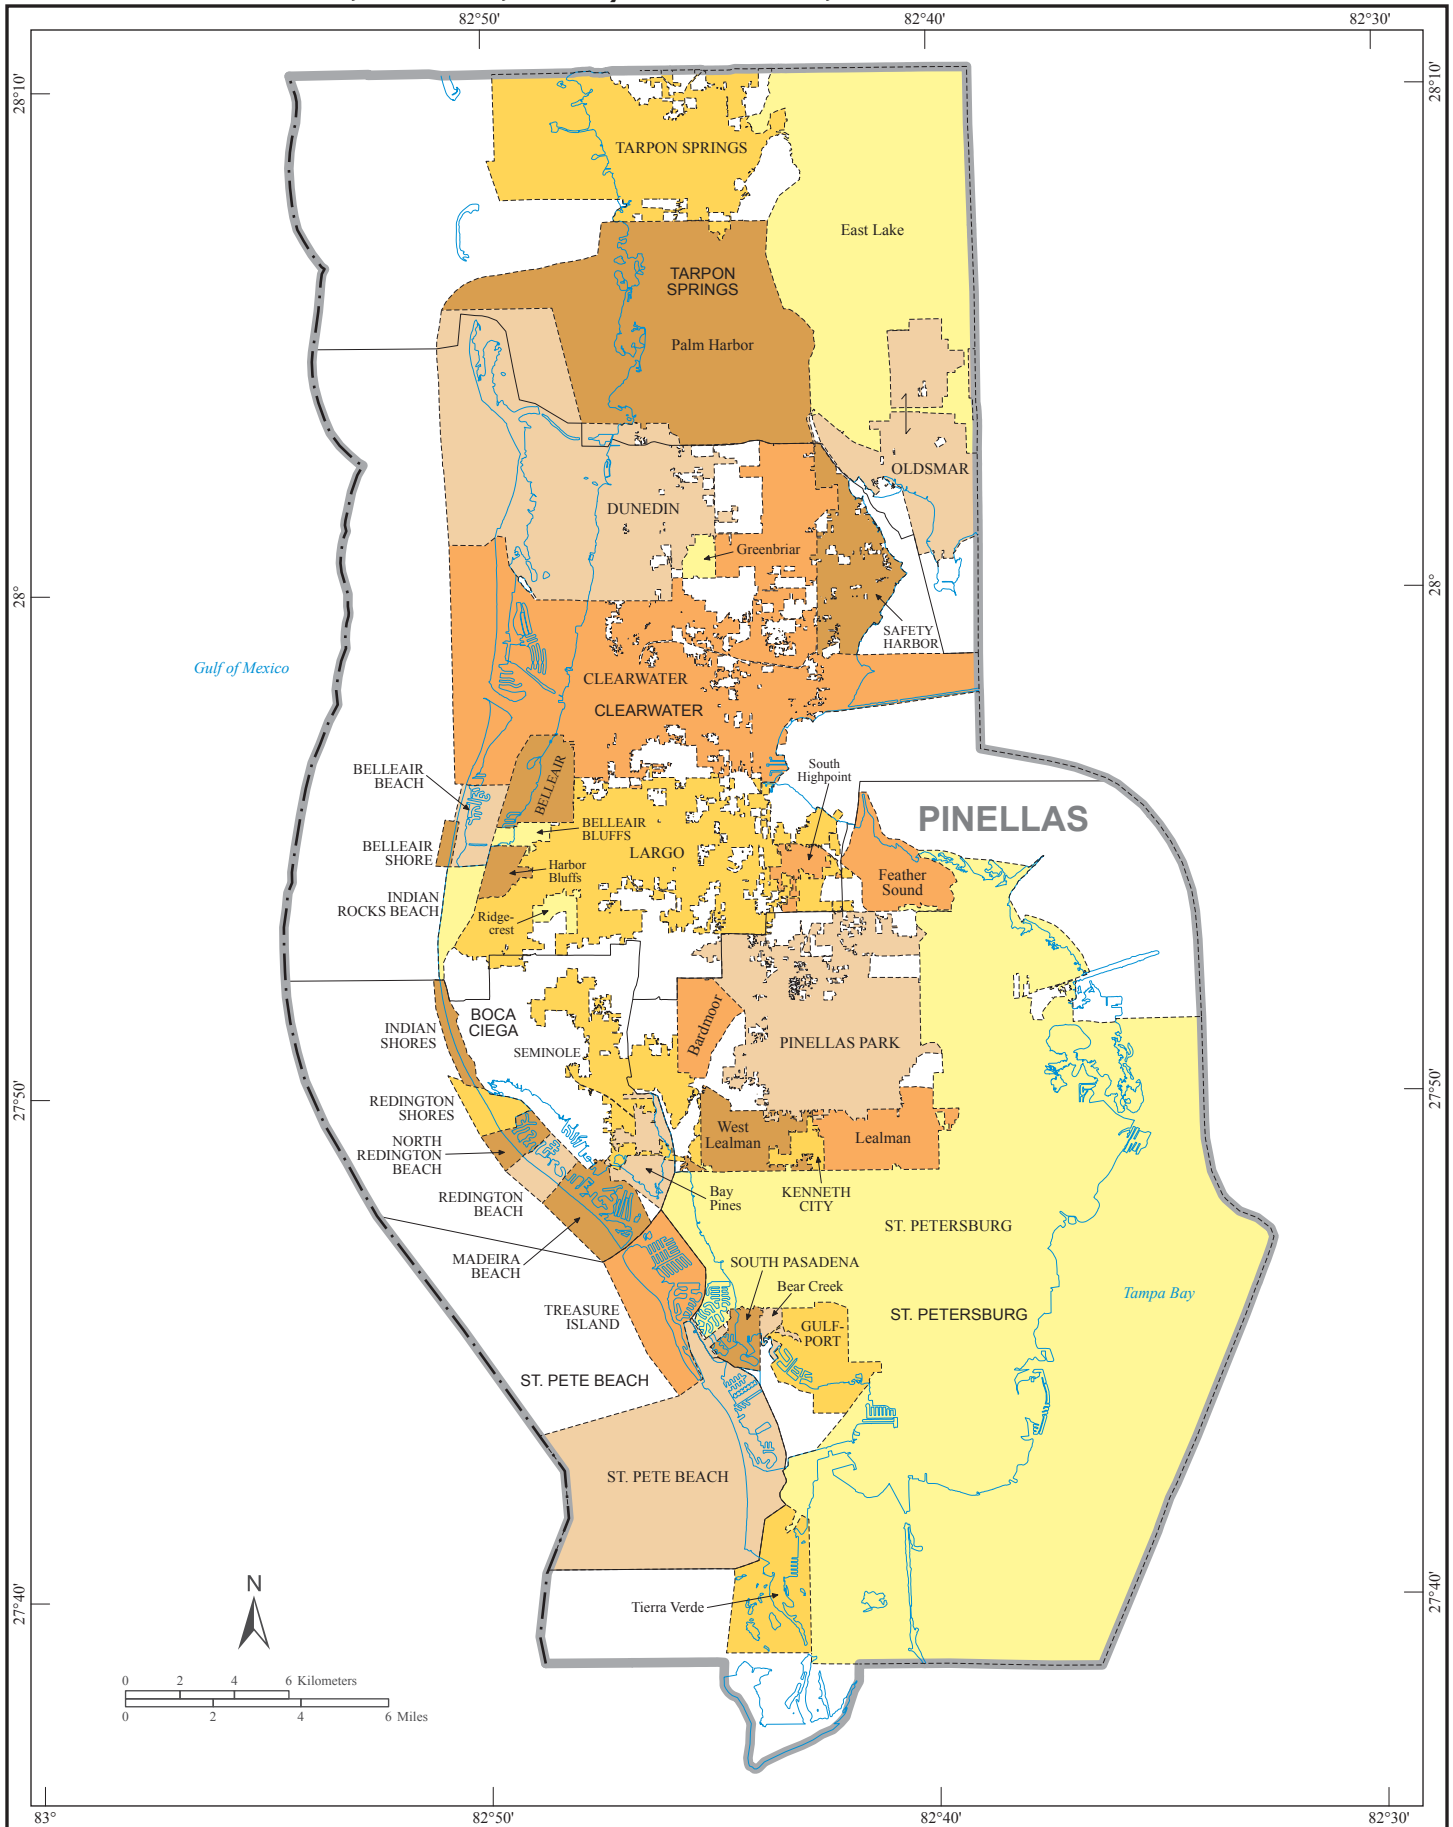 82°50'
82°40'
82°30'
28°10'
28°10'
TARPON SPRINGS
East Lake
TARPON
SPRINGS
Palm Harbor
OLDSMAR
DUNEDIN
Greenbriar
28°
28°
SAFETY
HARBOR
Gulf of Mexico
CLEARWATER
CLEARWATER
BELLEAIR
BEACH
BELLEAIR
South
Highpoint
PINELLAS
BELLEAIR
BLUFFS
BELLEAIR
SHORE
LARGO
Harbor
Bluffs
Feather
Sound
INDIAN
ROCKS BEACH
Ridge-
crest
BOCA
CIEGA
INDIAN
SHORES
Bardmoor
PINELLAS PARK
SEMINOLE
27°50'
27°50'
REDINGTON
SHORES
West
Lealman
Lealman
NORTH
REDINGTON
BEACH
REDINGTON
BEACH
Bay
Pines
KENNETH
CITY
ST. PETERSBURG
MADEIRA
BEACH
SOUTH PASADENA
Bear Creek
Tampa Bay
TREASURE
ISLAND
GULF-
PORT
ST. PETERSBURG
ST. PETE BEACH
ST. PETE BEACH
27°40'
27°40'
N
Tierra Verde
0 2 4 6 Kilometers
0 2 4 6 Miles
83°
82°50'
82°40'
82°30'